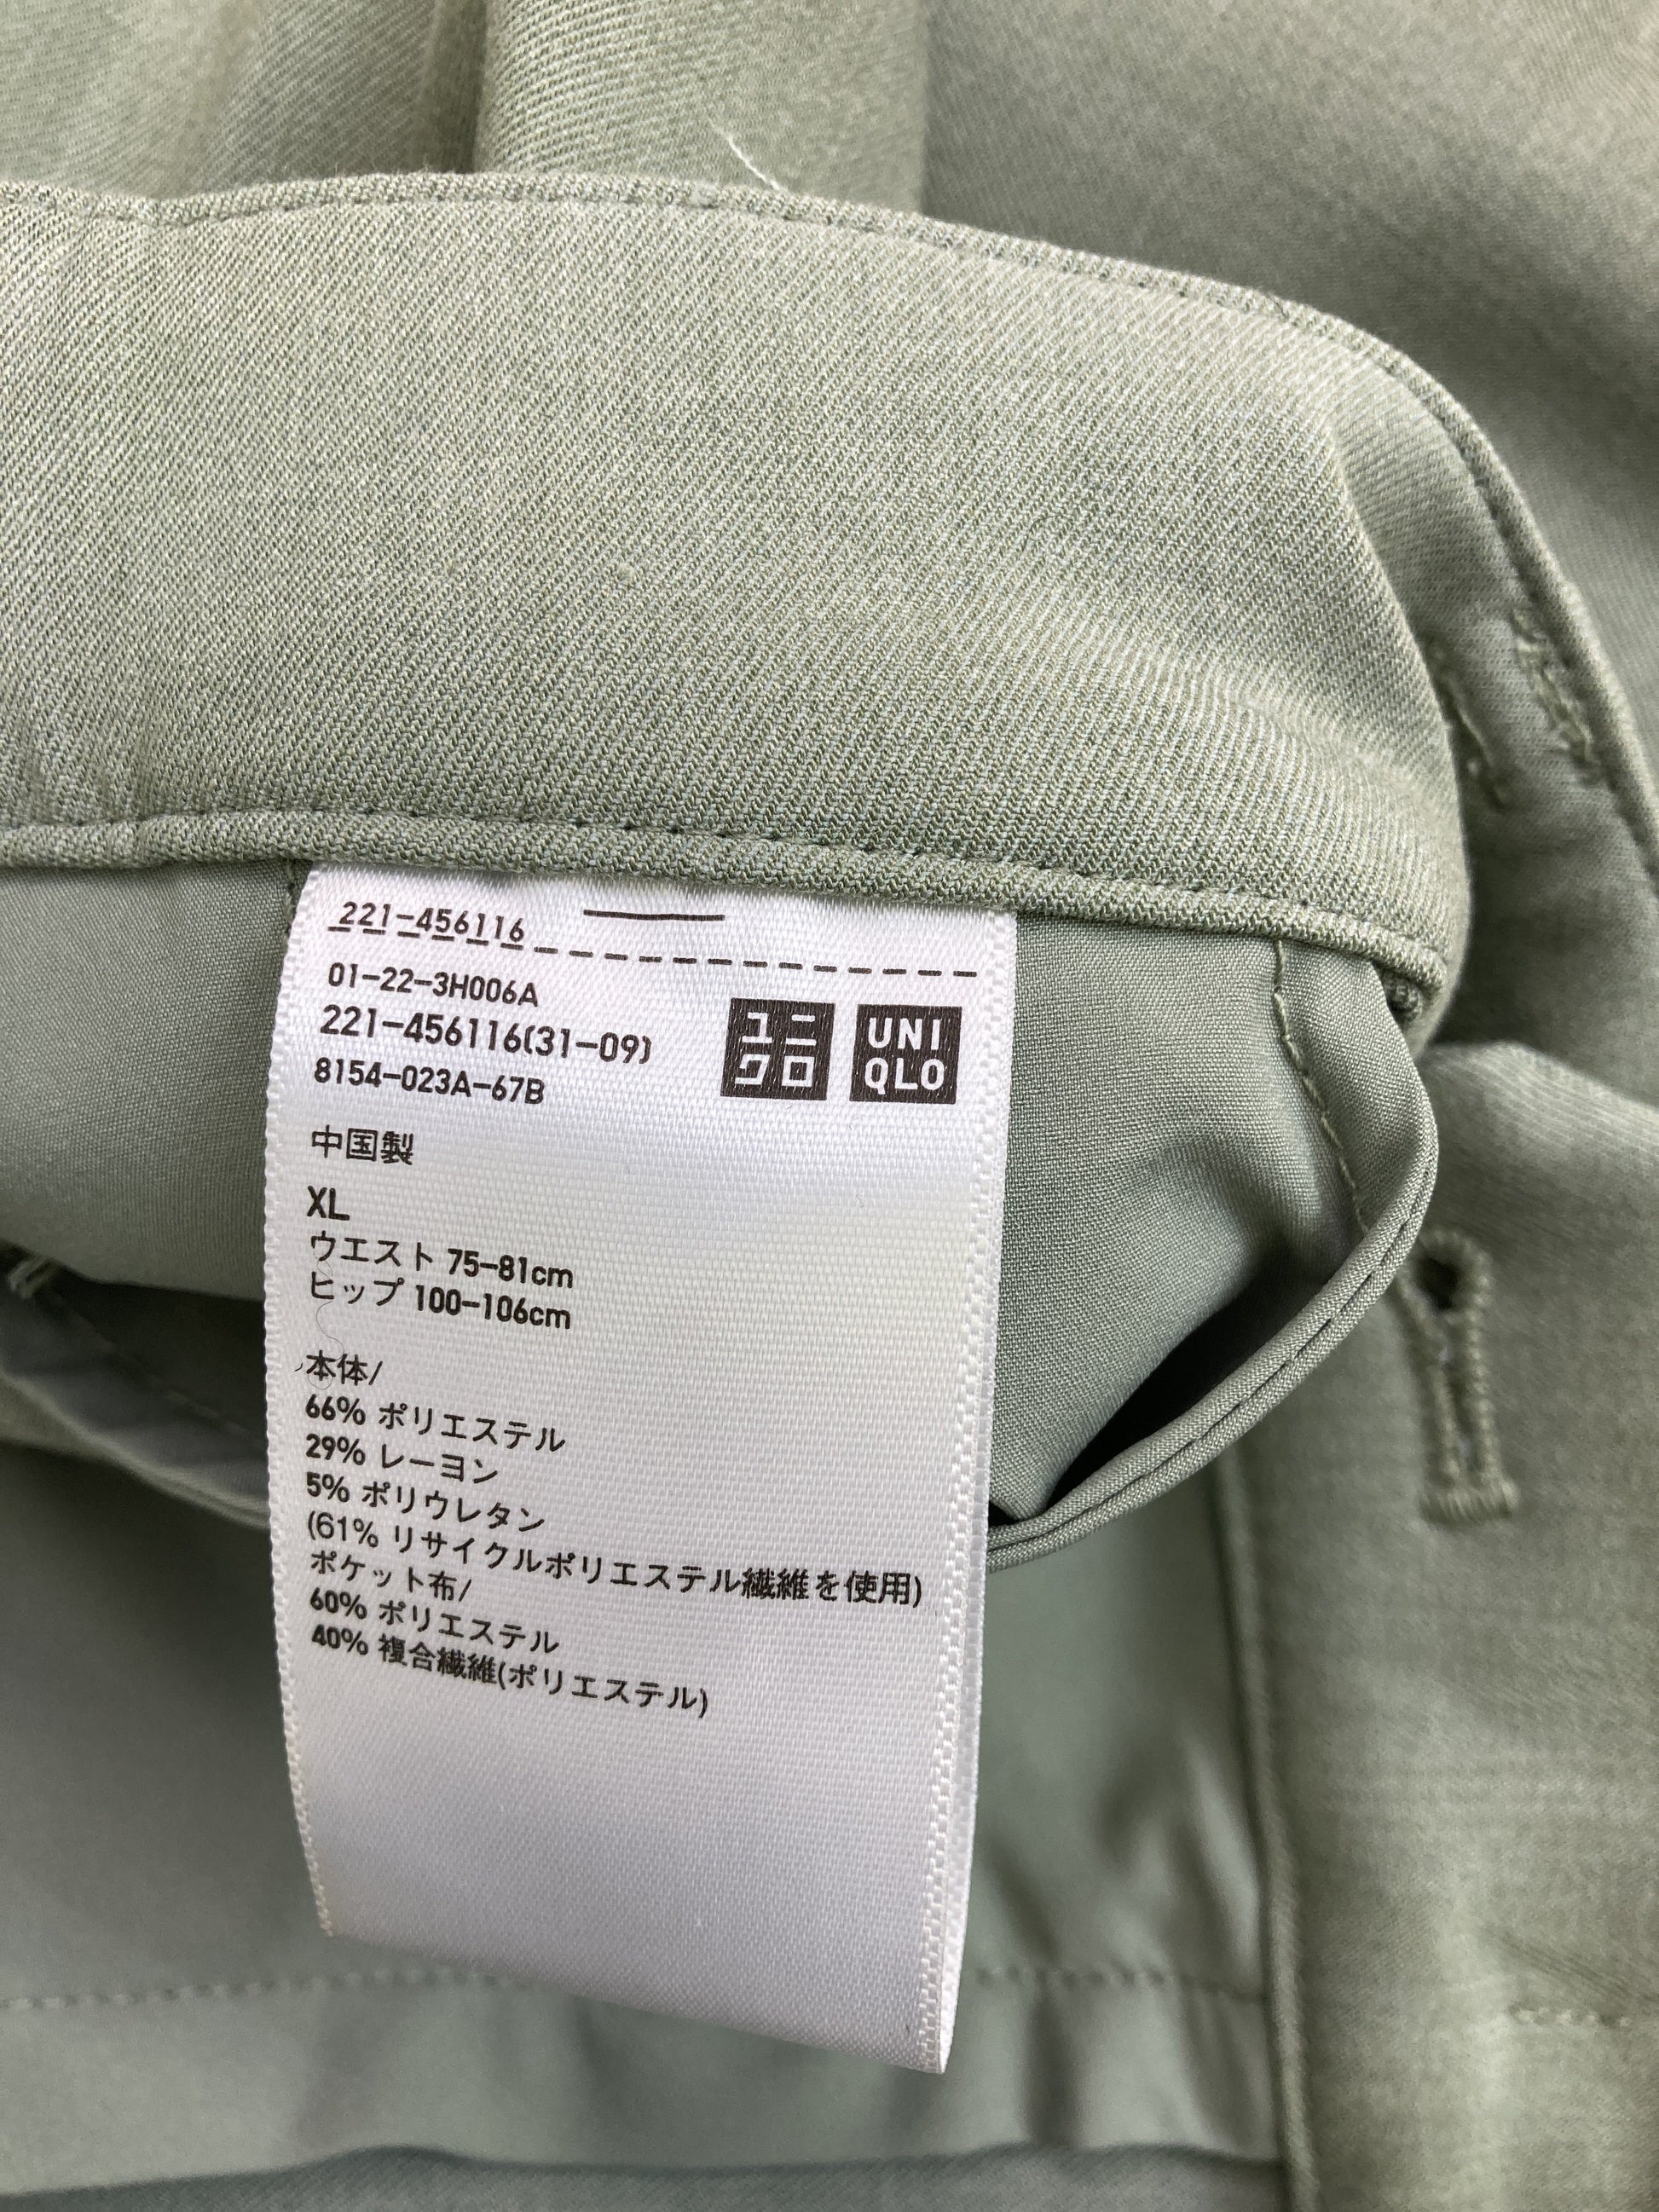 221-456116
01-22-3H006A
221-456116(31-09)
8154-023A-67B
ユニ
クロ
UNI
QLO
中国製
XL
ウエスト 75-81cm
ヒップ 100-106cm
本体/
66% ポリエステル
29% レーヨン
5% ポリウレタン
(61% リサイクルポリエステル繊維を使用)
ポケット布/
60% ポリエステル
40% 複合繊維(ポリエステル)